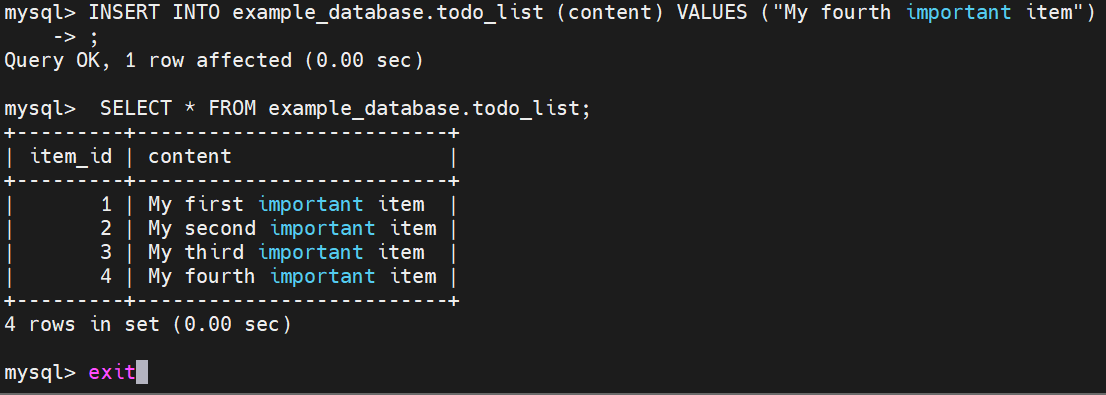 mysql> INSERT INTO example_database.todo_list (content) VALUES ("My fourth important item")
    -> ;
Query OK, 1 row affected (0.00 sec)

mysql>  SELECT * FROM example_database.todo_list;
+---------+--------------------------+
| item_id | content                  |
+---------+--------------------------+
|       1 | My first important item  |
|       2 | My second important item |
|       3 | My third important item  |
|       4 | My fourth important item |
+---------+--------------------------+
4 rows in set (0.00 sec)

mysql> exit